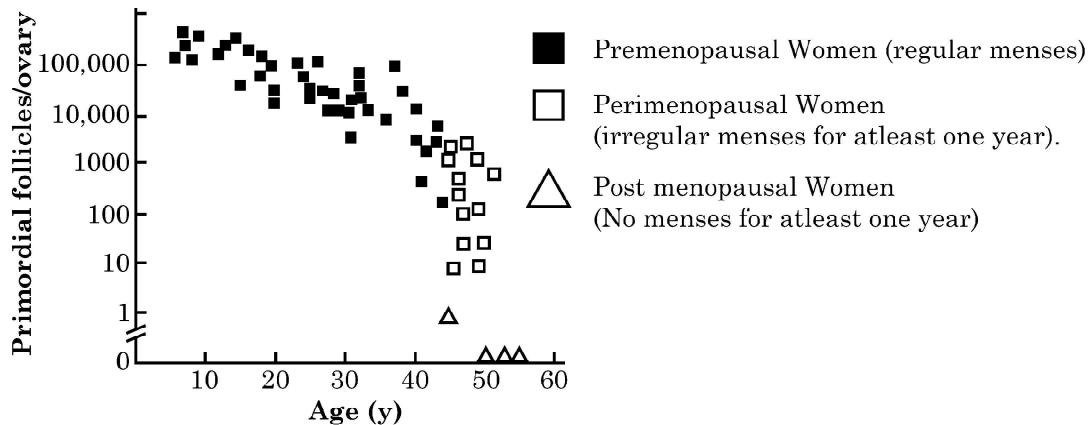 Primordial follicles/ovary
100,000
10,000
1000
100
10
1
0
10 20 30 40 50 60
Age (y)
Premenopausal Women (regular menses)
Perimenopausal Women
(irregular menses for atleast one year).
Post menopausal Women
(No menses for atleast one year)